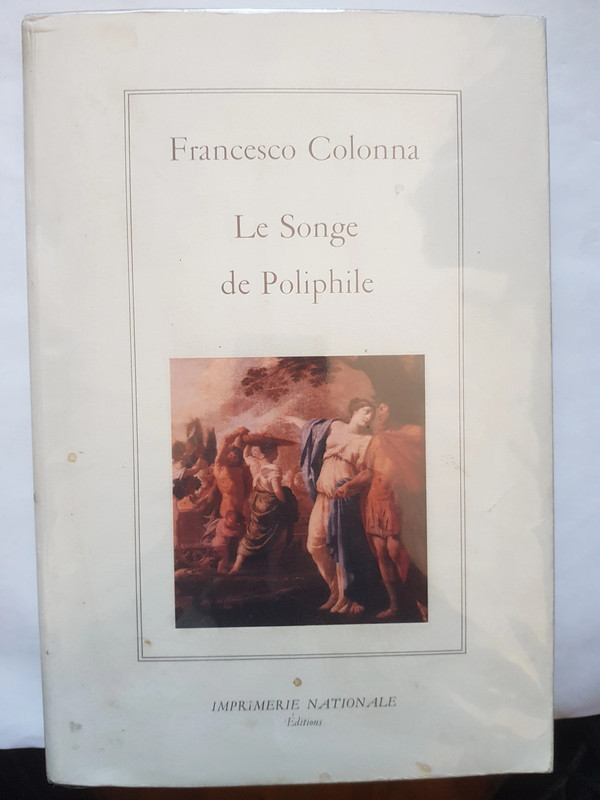 Francesco Colonna
Le Songe
de Poliphile
IMPRIMERIE NATIONALE
Éditions